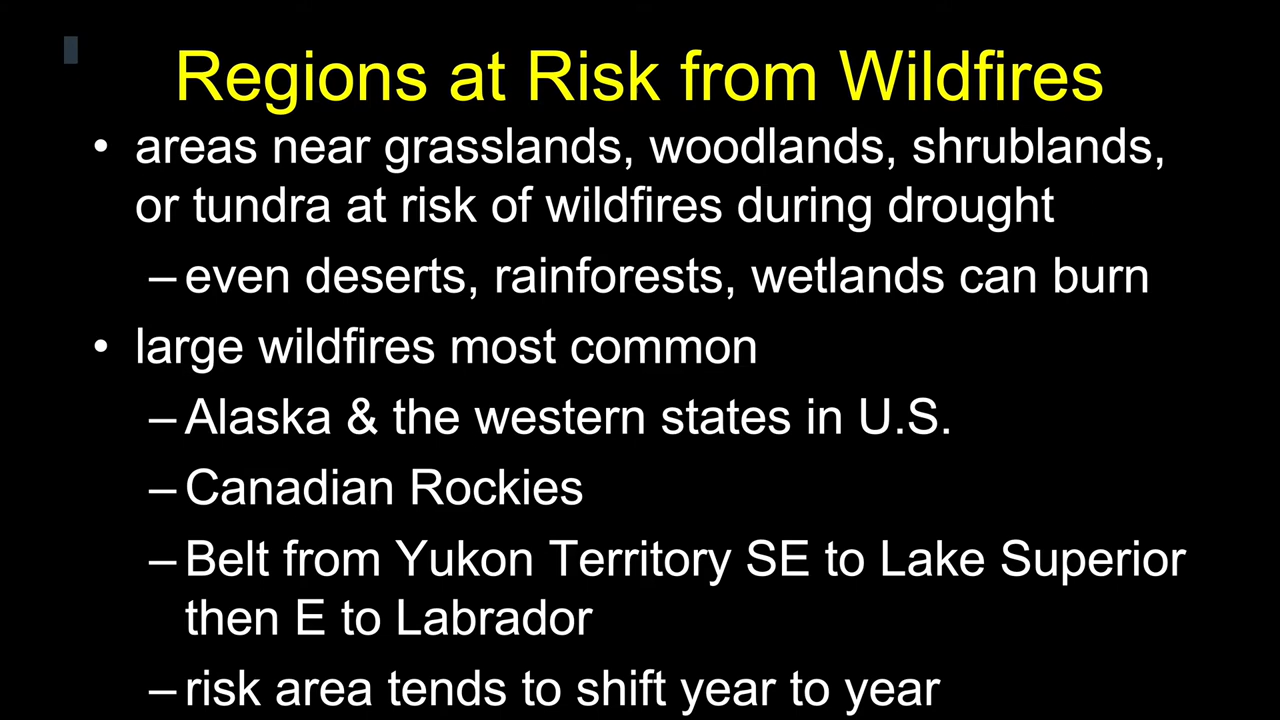 Regions at Risk from Wildfires
• areas near grasslands, woodlands, shrublands,
or tundra at risk of wildfires during drought
– even deserts, rainforests, wetlands can burn
• large wildfires most common
– Alaska & the western states in U.S.
– Canadian Rockies
– Belt from Yukon Territory SE to Lake Superior
then E to Labrador
– risk area tends to shift year to year